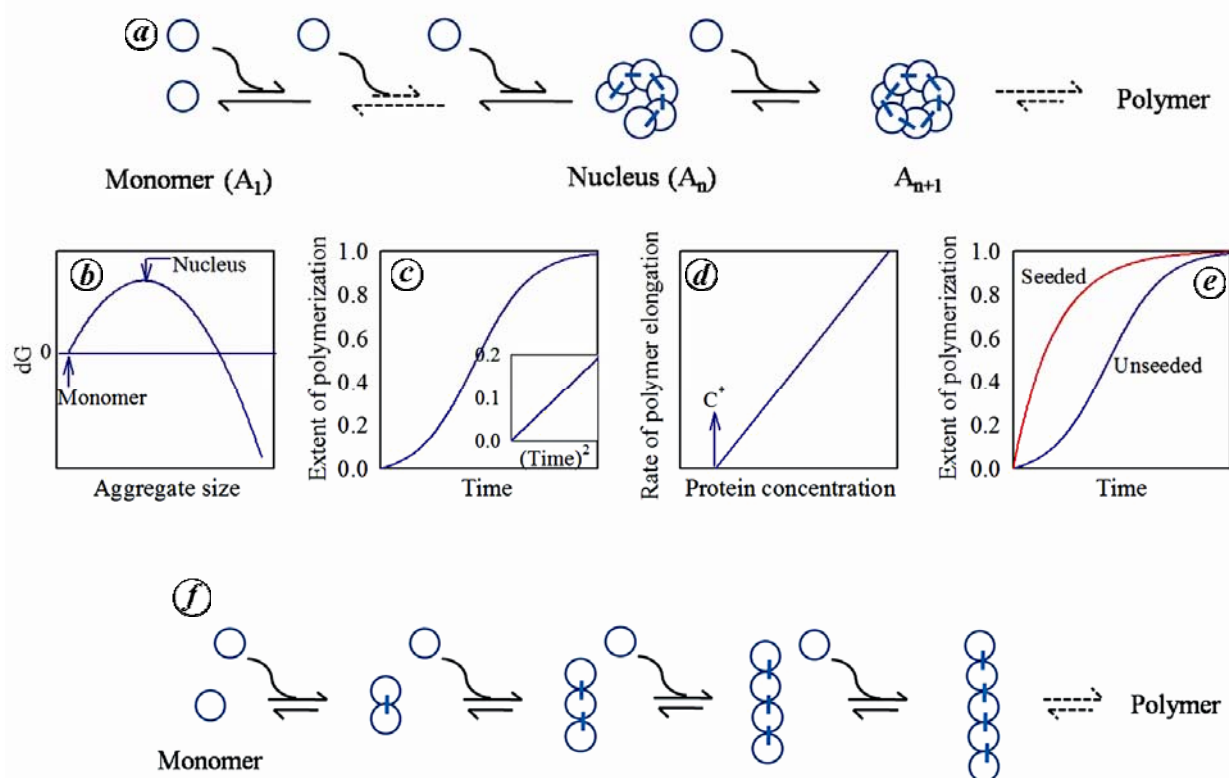 a
Monomer (A1)
Nucleus (An)
An+1
Polymer
b
Nucleus
0
Monomer
dG
Aggregate size
c
1.0
0.8
0.6
0.4
0.2
0.0
Extent of polymerization
Time
0.2
0.1
0.0
(Time)2
d
C+
Rate of polymer elongation
Protein concentration
e
1.0
0.8
0.6
0.4
0.2
0.0
Seeded
Unseeded
Extent of polymerization
Time
f
Monomer
Polymer